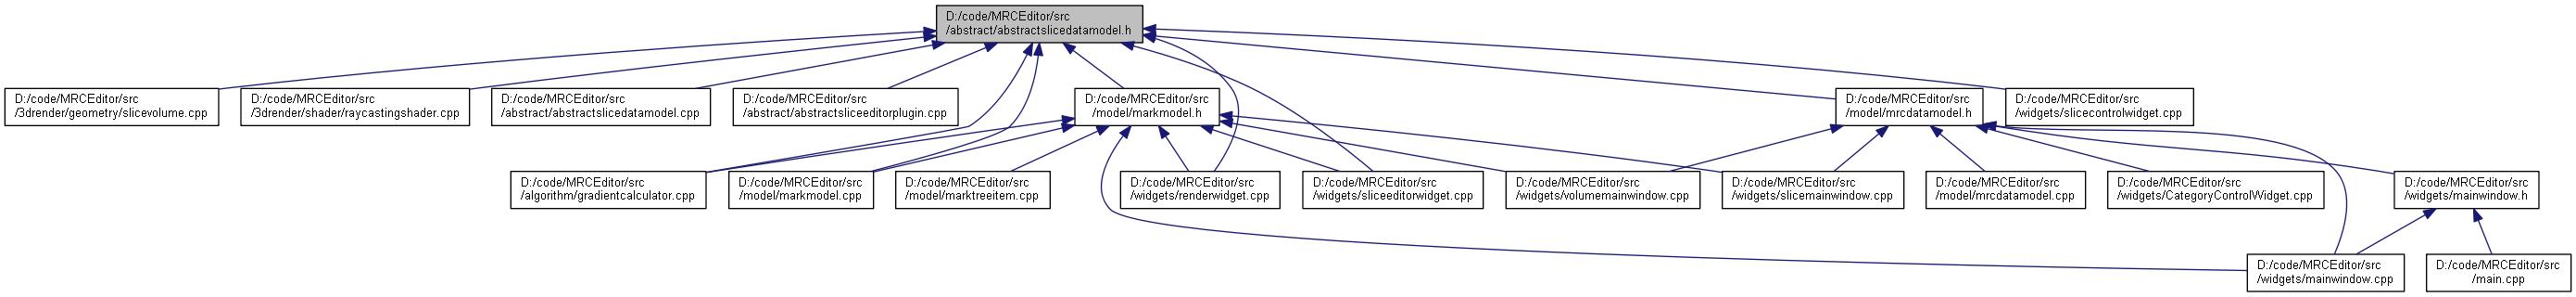 D:/code/MRCEditor/src
/abstract/abstractslicedatamodel.h
D:/code/MRCEditor/src
/3drender/geometry/slicevolume.cpp
D:/code/MRCEditor/src
/3drender/shader/raycastingshader.cpp
D:/code/MRCEditor/src
/abstract/abstractslicedatamodel.cpp
D:/code/MRCEditor/src
/abstract/abstractsliceeditorplugin.cpp
D:/code/MRCEditor/src
/model/markmodel.h
D:/code/MRCEditor/src
/model/mrcdatamodel.h
D:/code/MRCEditor/src
/widgets/slicecontrolwidget.cpp
D:/code/MRCEditor/src
/algorithm/gradientcalculator.cpp
D:/code/MRCEditor/src
/model/markmodel.cpp
D:/code/MRCEditor/src
/model/marktreeitem.cpp
D:/code/MRCEditor/src
/widgets/renderwidget.cpp
D:/code/MRCEditor/src
/widgets/sliceeditorwidget.cpp
D:/code/MRCEditor/src
/widgets/volumemainwindow.cpp
D:/code/MRCEditor/src
/widgets/slicemainwindow.cpp
D:/code/MRCEditor/src
/model/mrcdatamodel.cpp
D:/code/MRCEditor/src
/widgets/CategoryControlWidget.cpp
D:/code/MRCEditor/src
/widgets/mainwindow.h
D:/code/MRCEditor/src
/widgets/mainwindow.cpp
D:/code/MRCEditor/src
/main.cpp